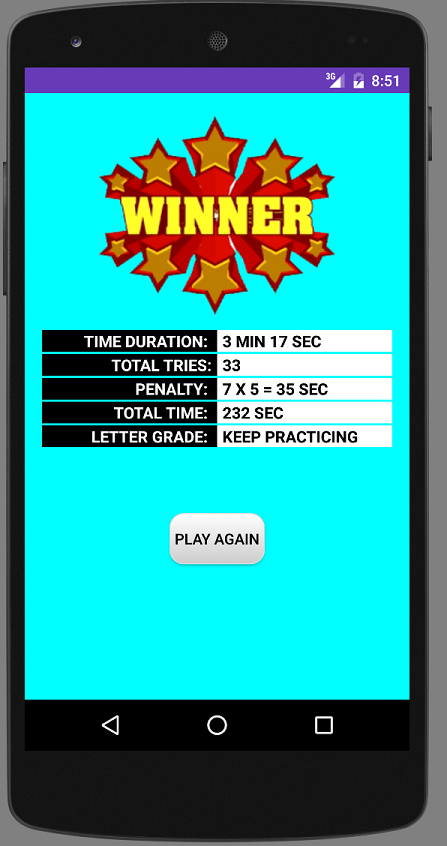 3G 8:51
WINNER
TIME DURATION: 3 MIN 17 SEC
TOTAL TRIES: 33
PENALTY: 7 X 5 = 35 SEC
TOTAL TIME: 232 SEC
LETTER GRADE: KEEP PRACTICING
PLAY AGAIN